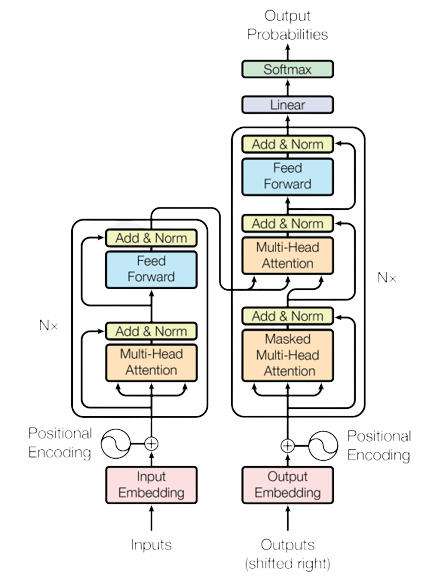 Output
Probabilities
Softmax
Linear
Add & Norm
Feed
Forward
Add & Norm
Multi-Head
Attention
Add & Norm
Masked
Multi-Head
Attention
N×
Add & Norm
Feed
Forward
Add & Norm
Multi-Head
Attention
N×
Positional
Encoding
Positional
Encoding
Input
Embedding
Output
Embedding
Inputs
Outputs
(shifted right)